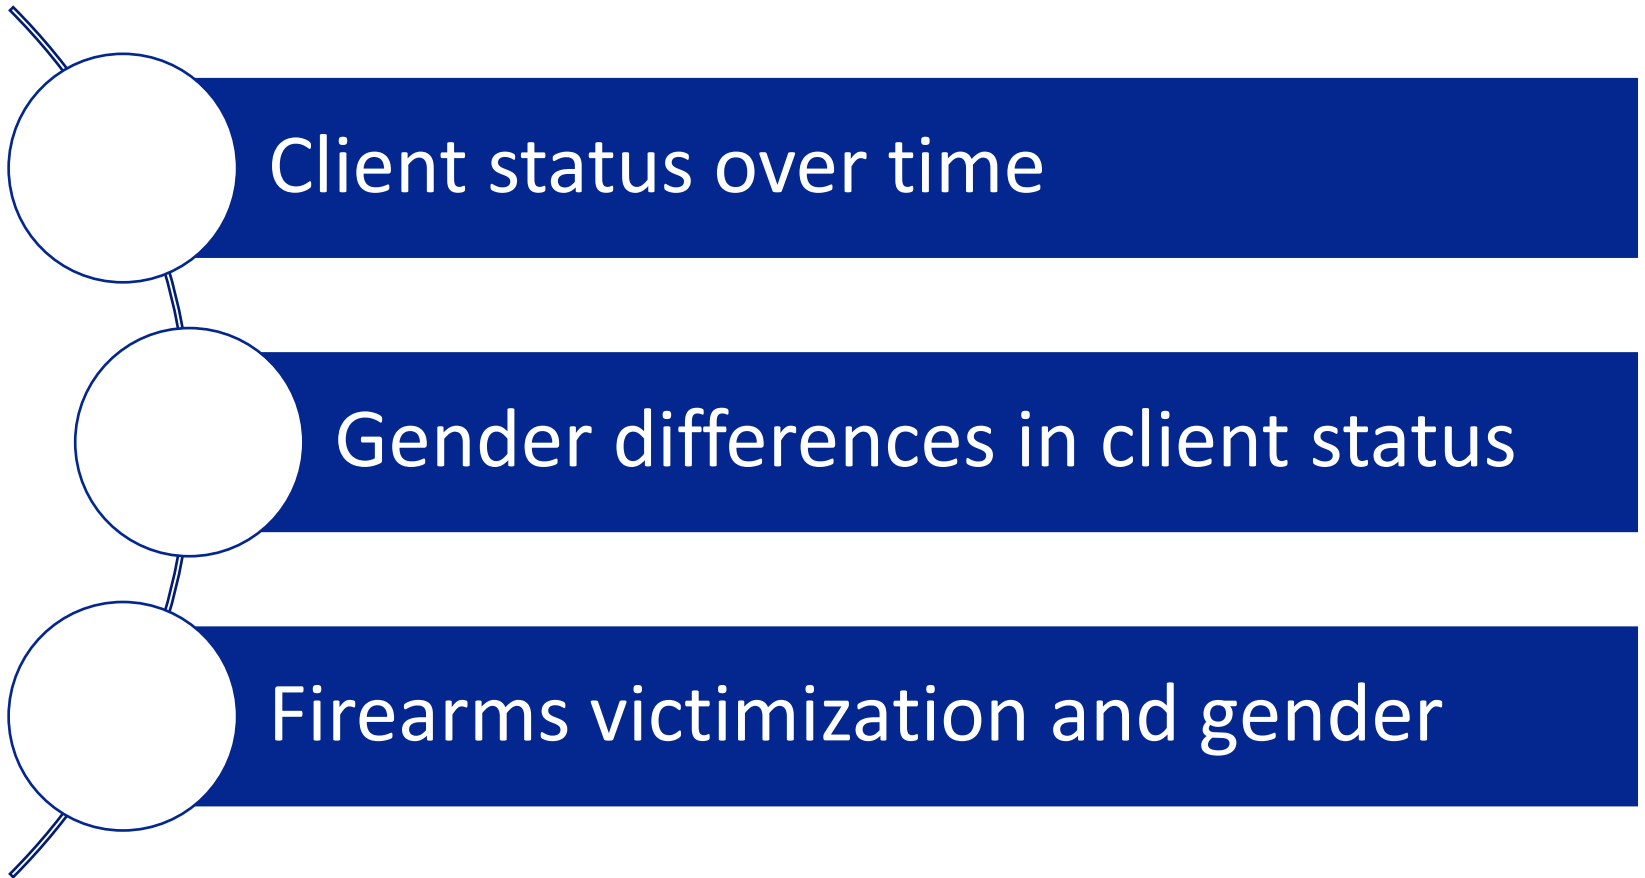 Client status over time
Gender differences in client status
Firearms victimization and gender